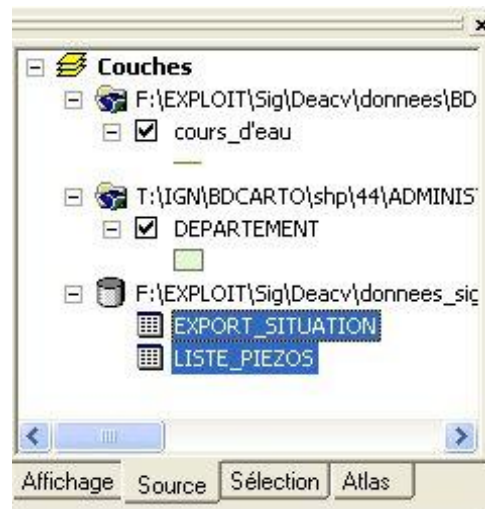 Couches
F:\EXPLOIT\Sig\Deacv\donnees\BD
cours_d'eau
T:\IGN\BDCARTO\shp\44\ADMINIS
DEPARTEMENT
F:\EXPLOIT\Sig\Deacv\donnees_sig
EXPORT_SITUATION
LISTE_PIEZOS
Affichage Source Sélection Atlas